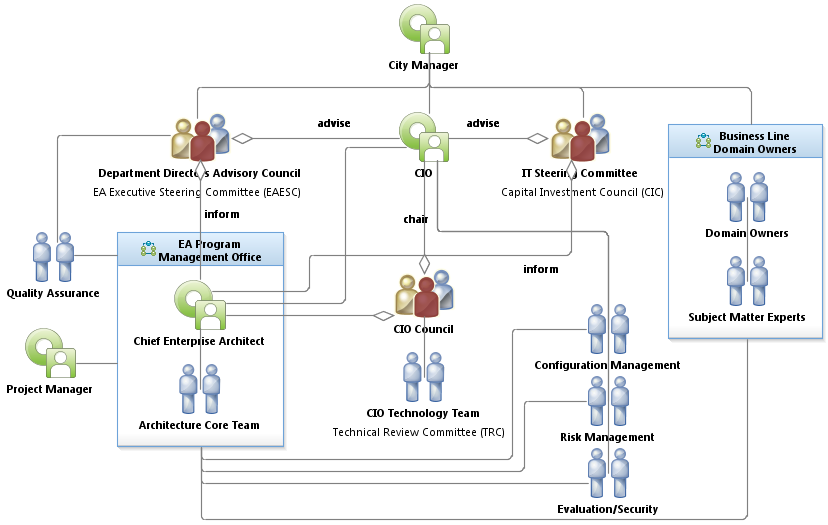 City Manager
advise
advise
Business Line
Domain Owners
Department Directors Advisory Council
EA Executive Steering Committee (EAESC)
CIO
IT Steering Committee
Capital Investment Council (CIC)
inform
chair
Domain Owners
EA Program
Management Office
inform
Quality Assurance
Subject Matter Experts
Chief Enterprise Architect
CIO Council
Configuration Management
Project Manager
CIO Technology Team
Technical Review Committee (TRC)
Architecture Core Team
Risk Management
Evaluation/Security